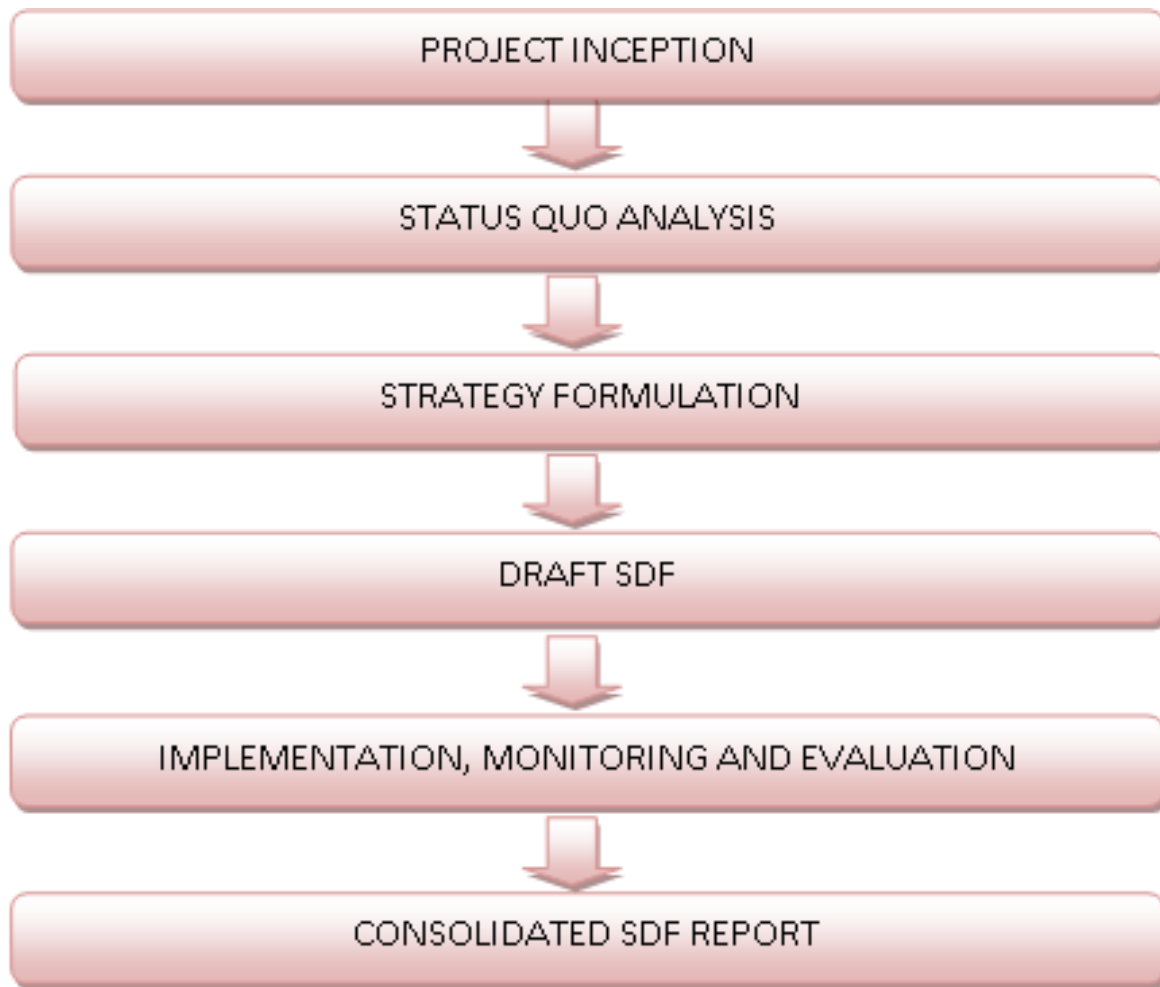 PROJECT INCEPTION
STATUS QUO ANALYSIS
STRATEGY FORMULATION
DRAFT SDF
IMPLEMENTATION, MONITORING AND EVALUATION
CONSOLIDATED SDF REPORT